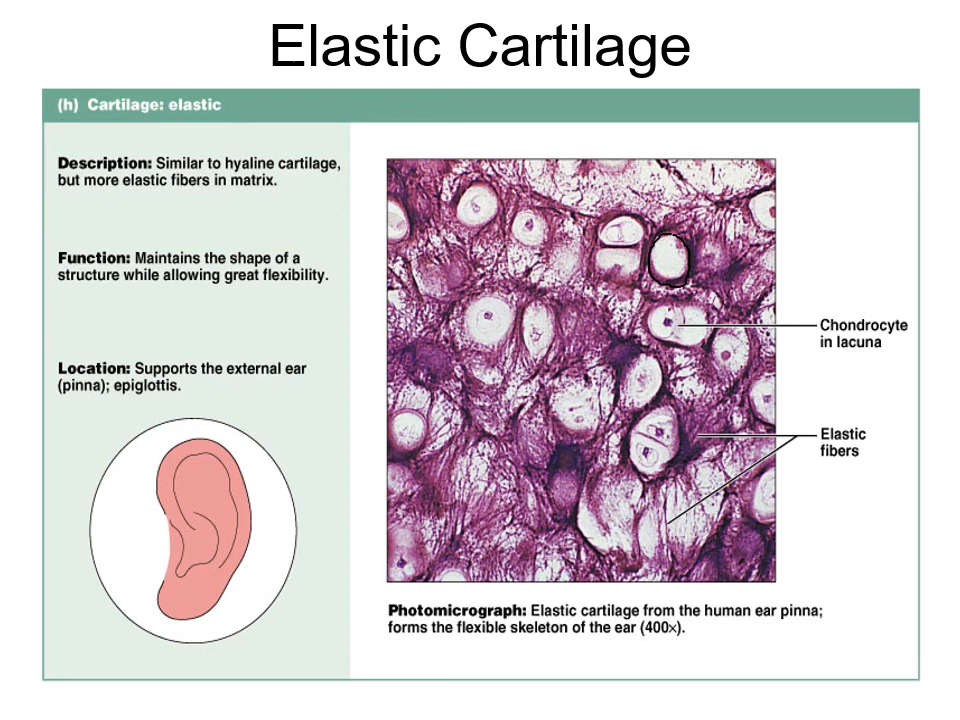 Elastic Cartilage
(h) Cartilage: elastic
Description: Similar to hyaline cartilage,
but more elastic fibers in matrix.
Function: Maintains the shape of a
structure while allowing great flexibility.
Location: Supports the external ear
(pinna); epiglottis.
Chondrocyte
in lacuna
Elastic
fibers
Photomicrograph: Elastic cartilage from the human ear pinna;
forms the flexible skeleton of the ear (400×).